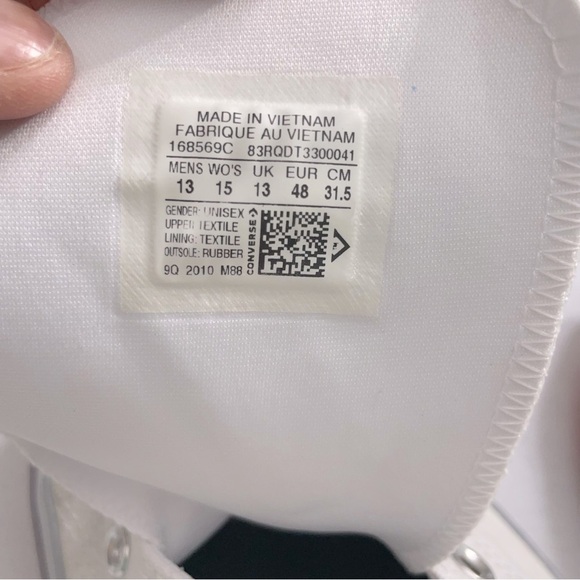 MADE IN VIETNAM
FABRIQUE AU VIETNAM
168569C 83RQDT3300041
MENS WO'S UK EUR CM
13 15 13 48 31.5
GENDER: UNISEX
UPPER: TEXTILE
LINING: TEXTILE
OUTSOLE: RUBBER
9Q 2010 M88
CONVERSE